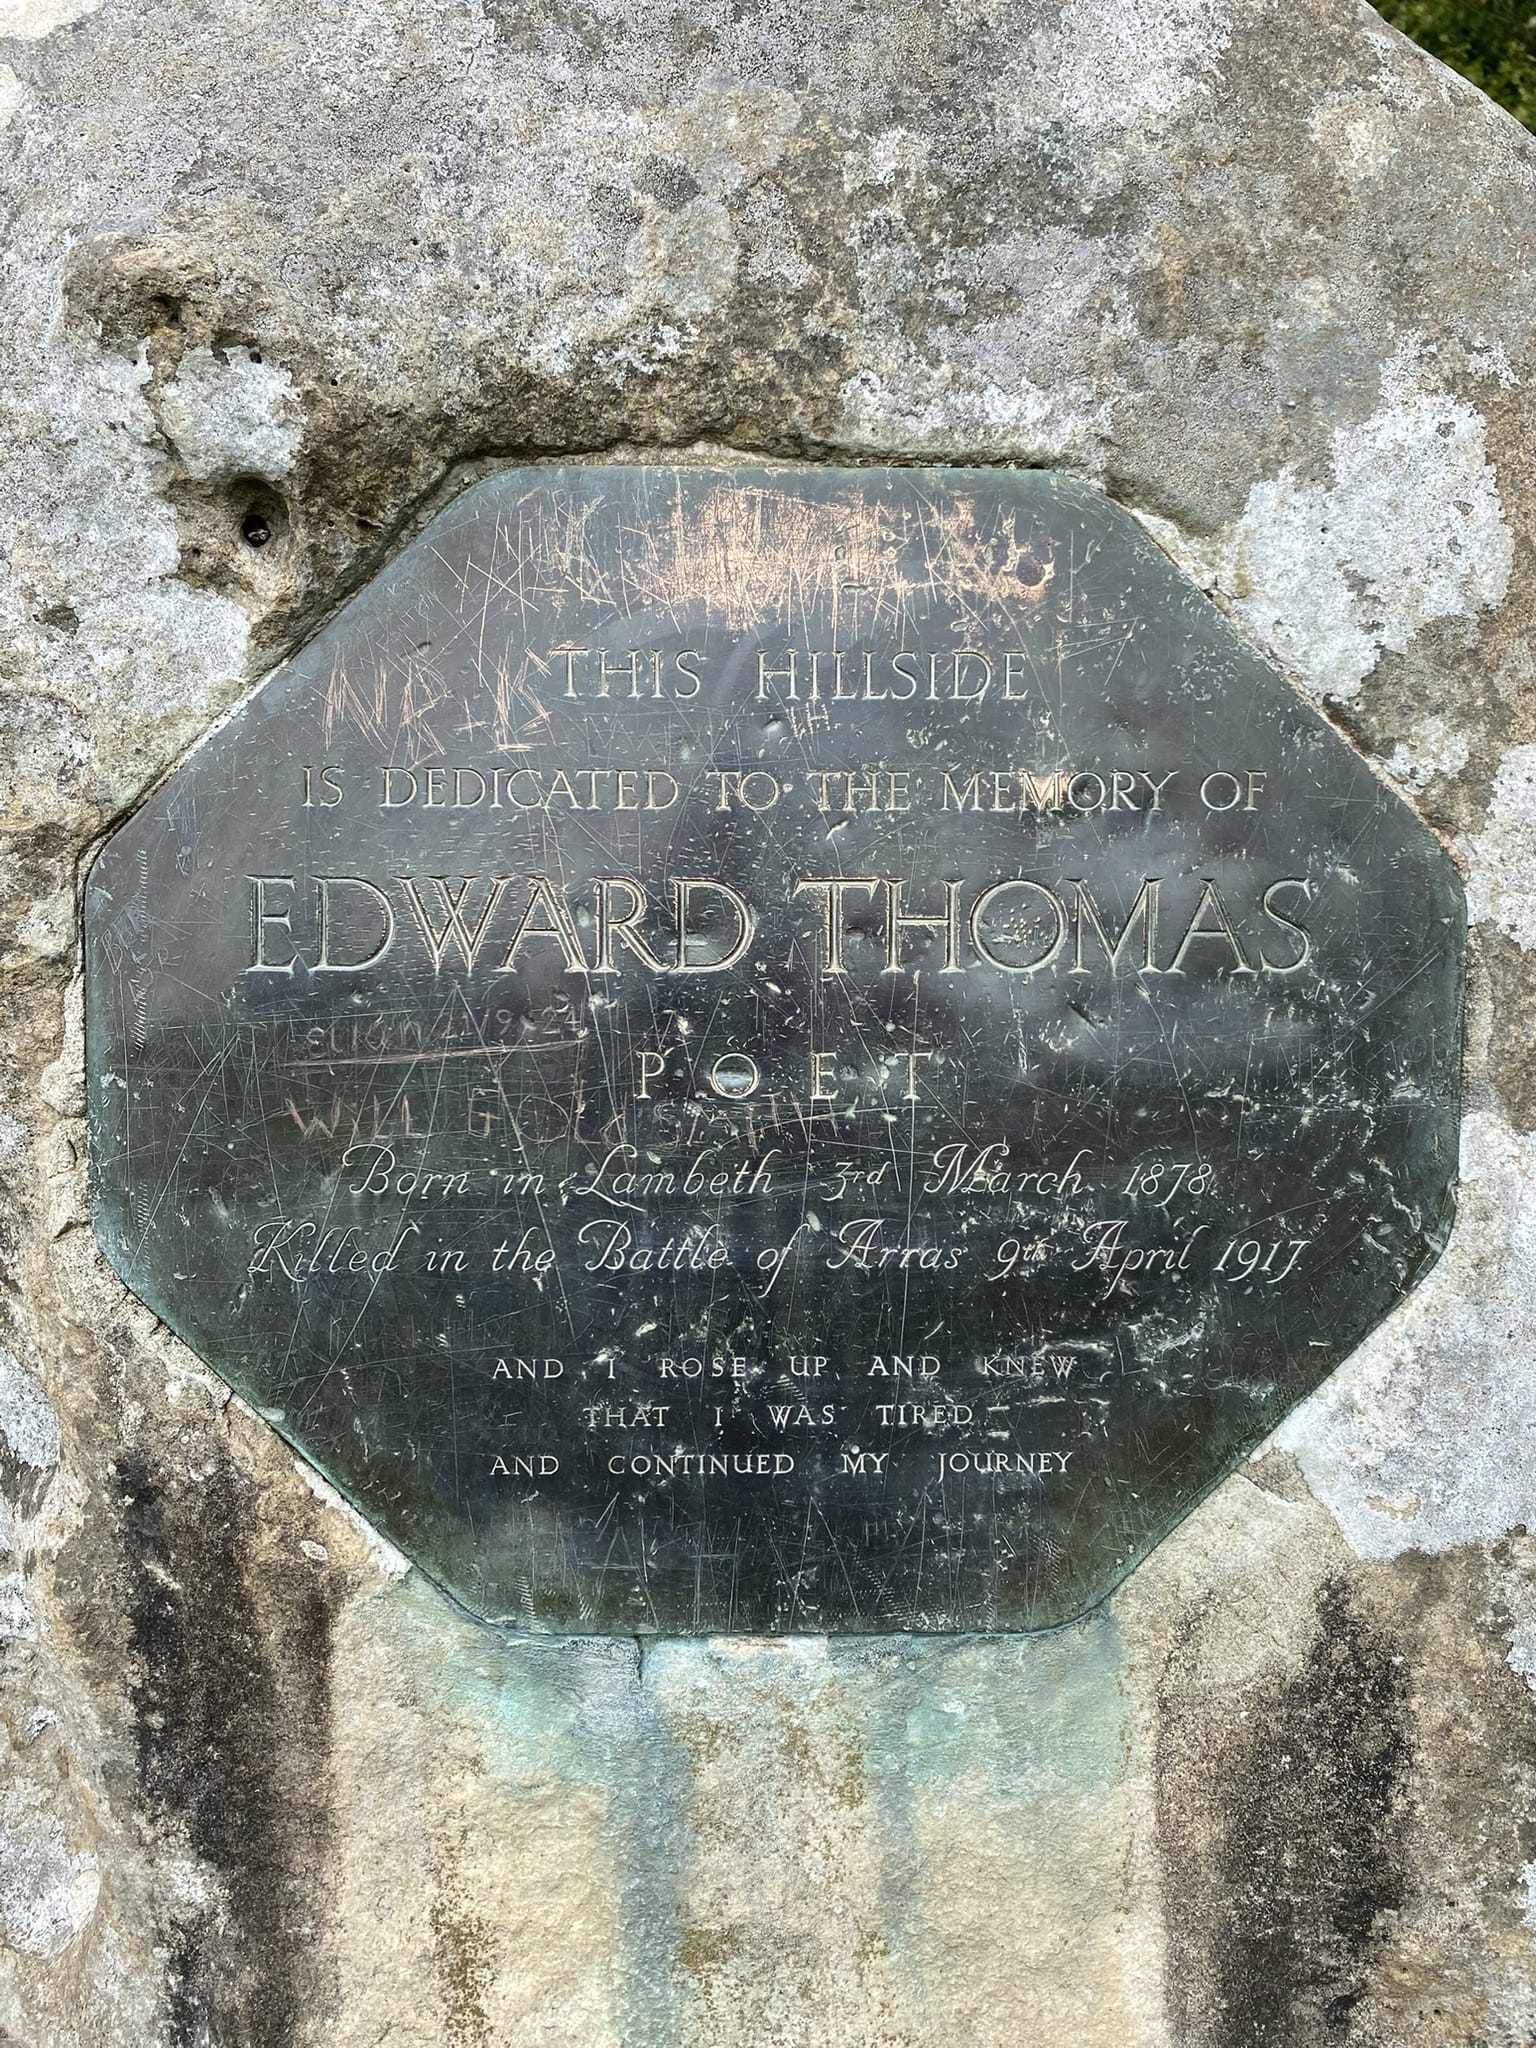 THIS HILLSIDE
IS DEDICATED TO THE MEMORY OF
EDWARD THOMAS
POET
WILL GOLDSMITH
Born in Lambeth 3rd March 1878
Killed in the Battle of Arras 9th April 1917.
AND I ROSE UP AND KNEW
THAT I WAS TIRED
AND CONTINUED MY JOURNEY